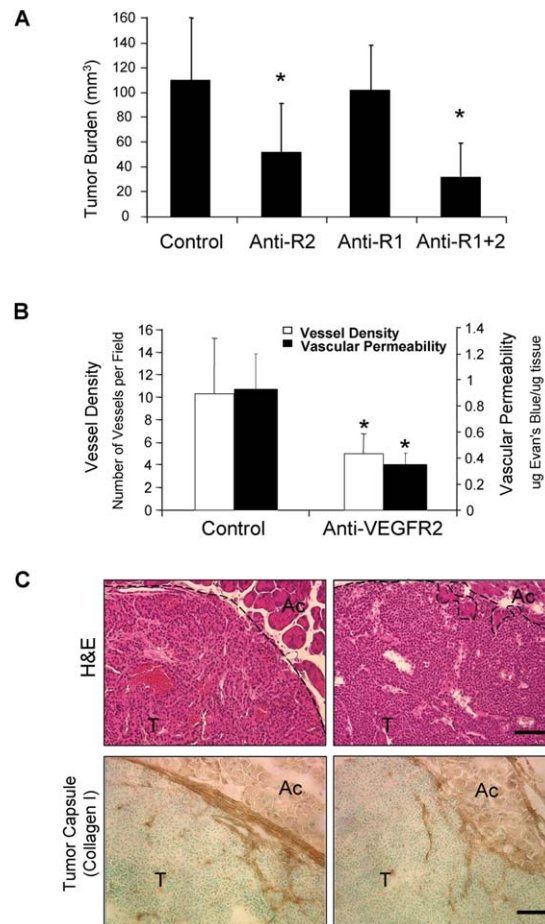 A
Tumor Burden (mm³)
160
140
120
100
80
60
40
20
0
*
*
Control Anti-R2 Anti-R1 Anti-R1+2
B
Vessel Density
Number of Vessels per Field
16
14
12
10
8
6
4
2
0
Vessel Density
Vascular Permeability
*
*
1.4
1.2
1
0.8
0.6
0.4
0.2
0
Vascular Permeability
ug Evan's Blue/ug tissue
Control Anti-VEGFR2
C
H&E
Ac
T
Ac
T
Tumor Capsule
(Collagen I)
Ac
T
Ac
T